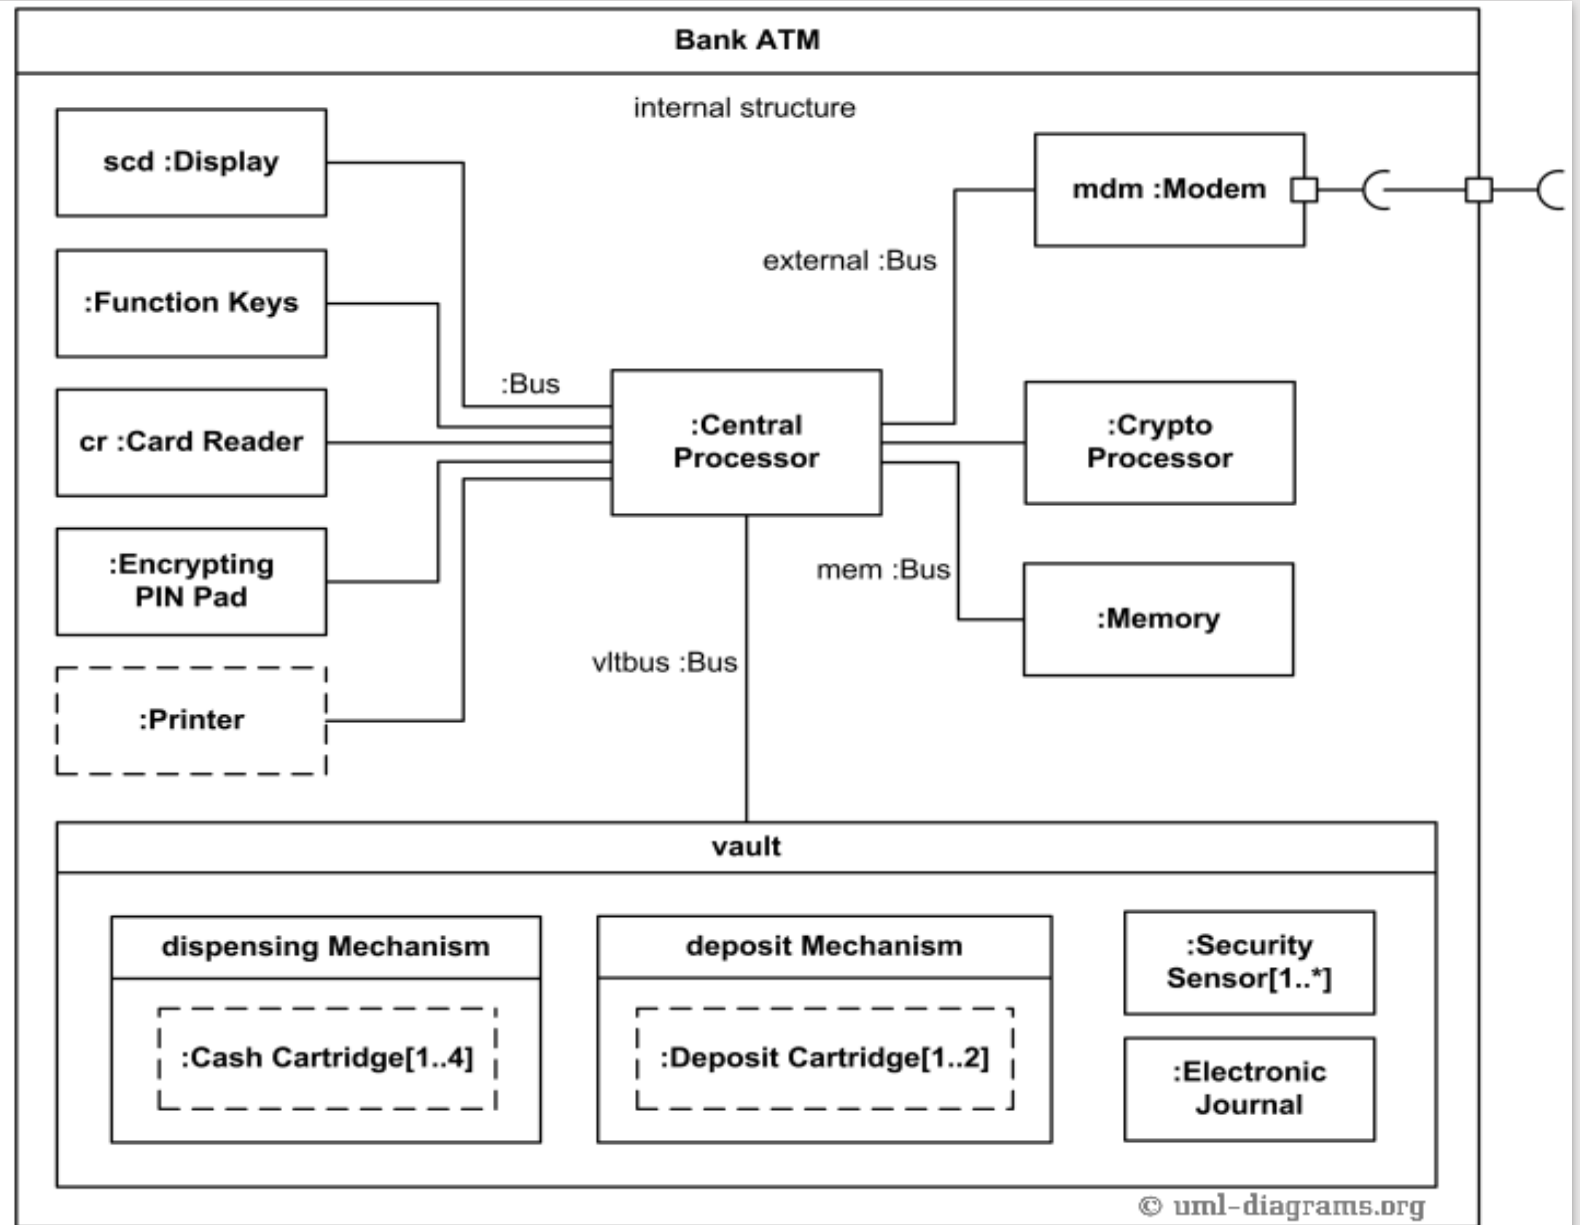 Bank ATM
internal structure
scd :Display
mdm :Modem
external :Bus
:Function Keys
:Bus
:Central
Processor
:Crypto
Processor
cr :Card Reader
:Encrypting
PIN Pad
mem :Bus
:Memory
vltbus :Bus
:Printer
vault
dispensing Mechanism
:Cash Cartridge[1..4]
deposit Mechanism
:Deposit Cartridge[1..2]
:Security
Sensor[1..*]
:Electronic
Journal
© uml-diagrams.org